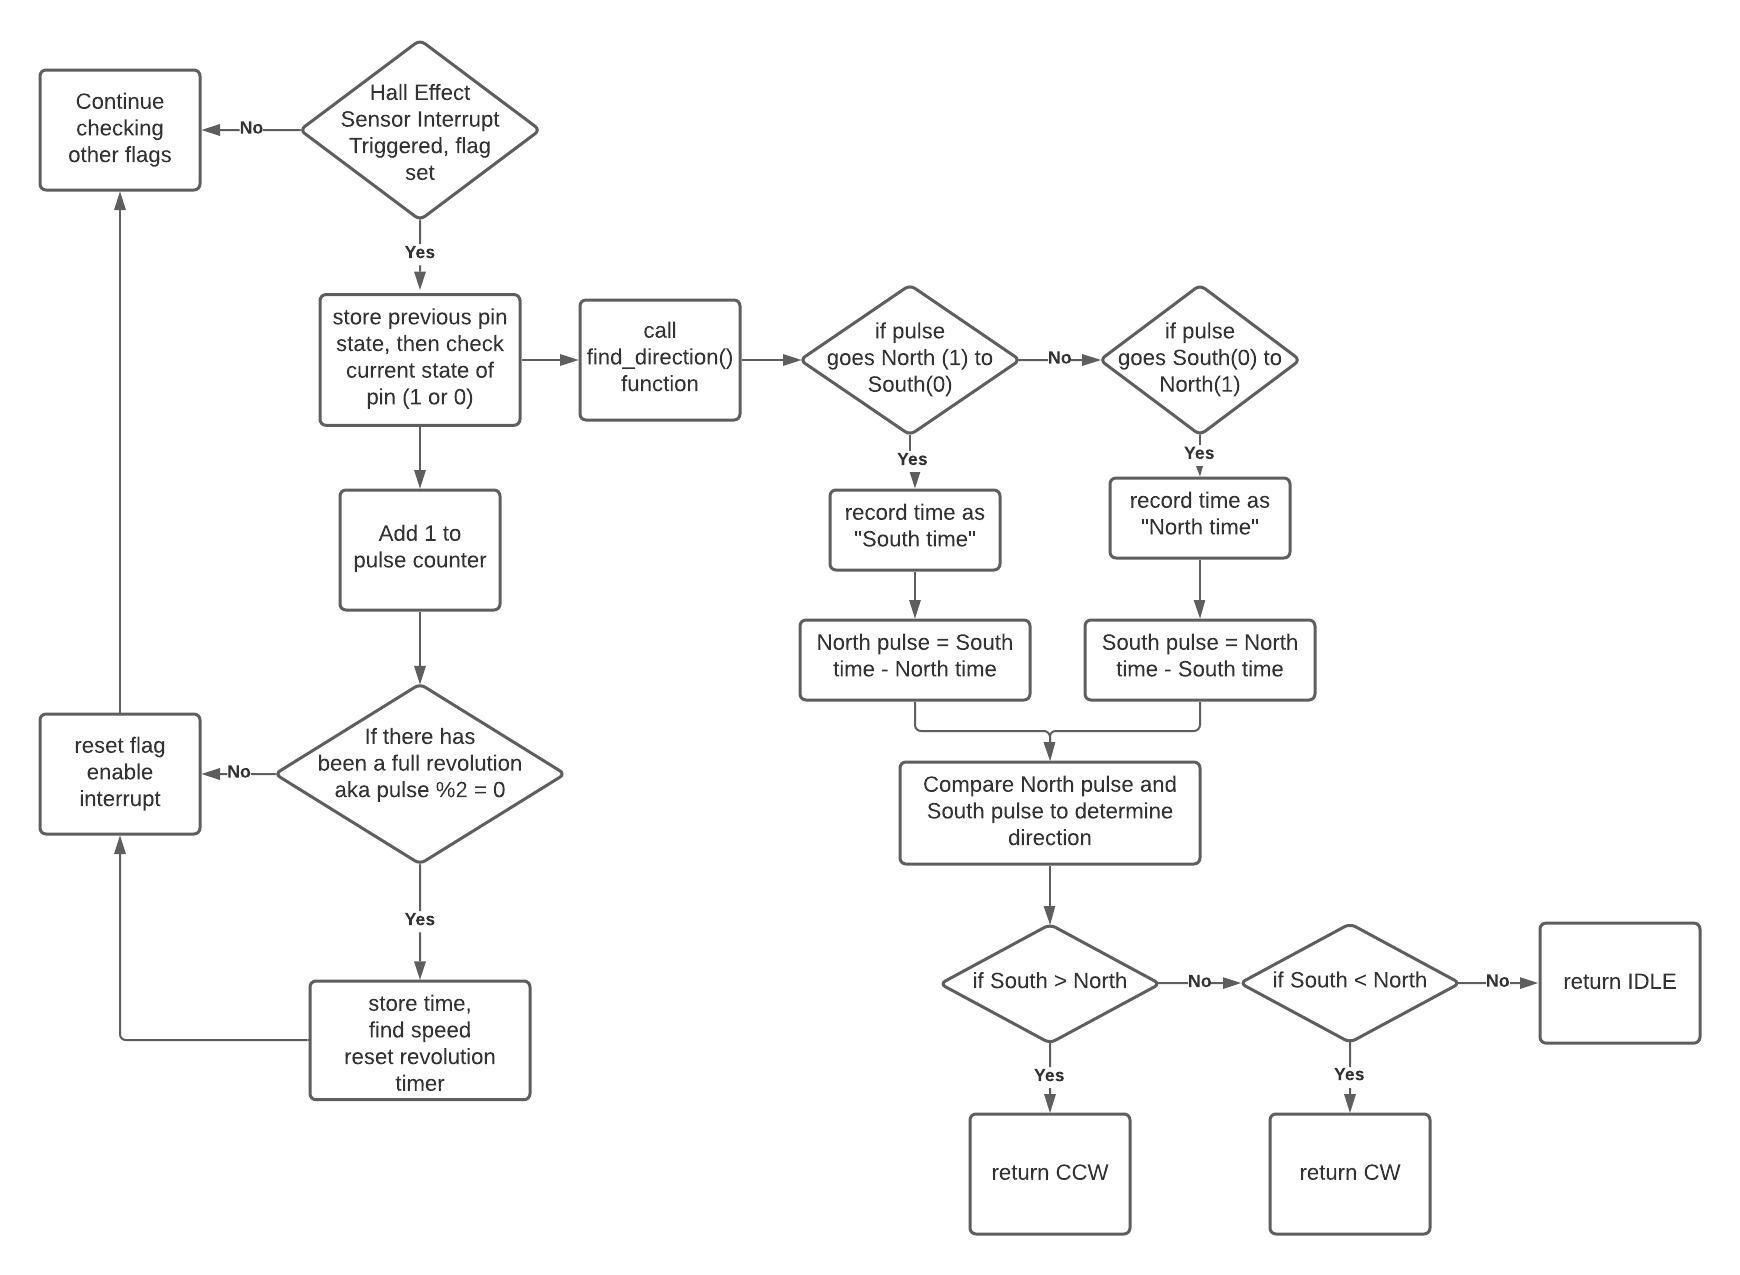 Continue
checking
other flags
No
Hall Effect
Sensor Interrupt
Triggered, flag
set
Yes
store previous pin
state, then check
current state of
pin (1 or 0)
call
find_direction()
function
if pulse
goes North (1) to
South(0)
No
if pulse
goes South(0) to
North(1)
Yes
Yes
record time as
"South time"
record time as
"North time"
Add 1 to
pulse counter
North pulse = South
time - North time
South pulse = North
time - South time
reset flag
enable
interrupt
No
If there has
been a full revolution
aka pulse %2 = 0
Compare North pulse and
South pulse to determine
direction
Yes
store time,
find speed
reset revolution
timer
if South > North
No
if South < North
No
return IDLE
Yes
Yes
return CCW
return CW